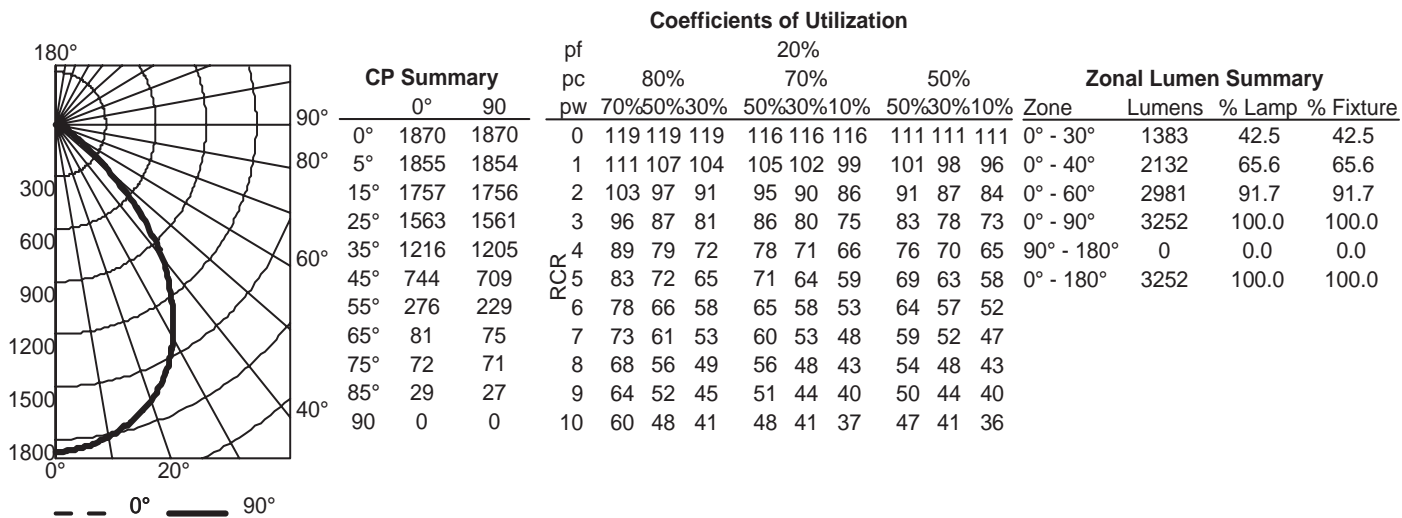 180°
90°
80°
60°
40°
300
600
900
1200
1500
1800
0° 20°
0° 90°
CP Summary
0° 90
0° 1870 1870
5° 1855 1854
15° 1757 1756
25° 1563 1561
35° 1216 1205
45° 744 709
55° 276 229
65° 81 75
75° 72 71
85° 29 27
90 0 0
Coefficients of Utilization
pf 20%
pc 80% 70% 50%
pw 70%50%30% 50%30%10% 50%30%10%
RCR
0 119 119 119 116 116 116 111 111 111
1 111 107 104 105 102 99 101 98 96
2 103 97 91 95 90 86 91 87 84
3 96 87 81 86 80 75 83 78 73
4 89 79 72 78 71 66 76 70 65
5 83 72 65 71 64 59 69 63 58
6 78 66 58 65 58 53 64 57 52
7 73 61 53 60 53 48 59 52 47
8 68 56 49 56 48 43 54 48 43
9 64 52 45 51 44 40 50 44 40
10 60 48 41 48 41 37 47 41 36
Zonal Lumen Summary
Zone Lumens % Lamp % Fixture
0° - 30° 1383 42.5 42.5
0° - 40° 2132 65.6 65.6
0° - 60° 2981 91.7 91.7
0° - 90° 3252 100.0 100.0
90° - 180° 0 0.0 0.0
0° - 180° 3252 100.0 100.0